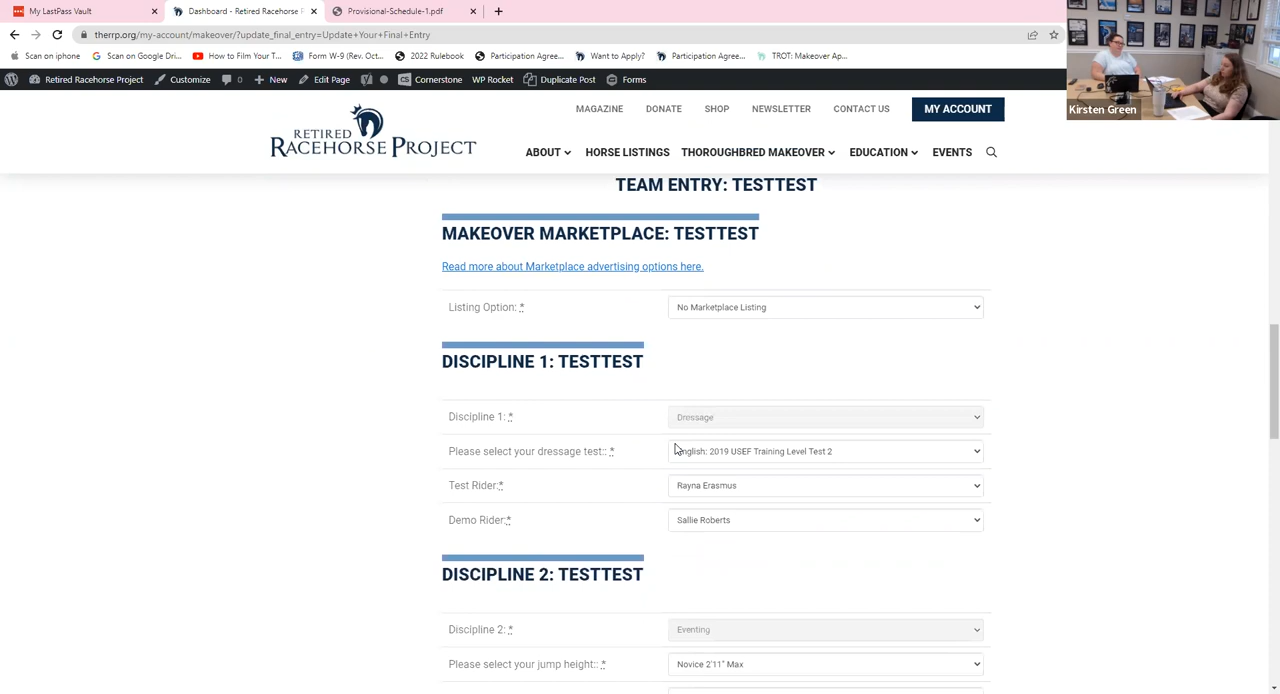 My LastPass Vault
Dashboard - Retired Racehorse P
Provisional-Schedule-1.pdf
therrp.org/my-account/makeover/?update_final_entry=Update+Your+Final+Entry
Scan on iphone
Scan on Google Dri...
How to Film Your T...
Form W-9 (Rev. Oct...
2022 Rulebook
Participation Agree...
Want to Apply?
Participation Agree...
TROT: Makeover Ap...
Retired Racehorse Project
Customize
0
New
Edit Page
CS Cornerstone
WP Rocket
Duplicate Post
Forms
Kirsten Green
MAGAZINE
DONATE
SHOP
NEWSLETTER
CONTACT US
MY ACCOUNT
RETIRED
RACEHORSE PROJECT
ABOUT
HORSE LISTINGS
THOROUGHBRED MAKEOVER
EDUCATION
EVENTS
TEAM ENTRY: TESTTEST
MAKEOVER MARKETPLACE: TESTTEST
Read more about Marketplace advertising options here.
Listing Option: *
No Marketplace Listing
DISCIPLINE 1: TESTTEST
Discipline 1: *
Dressage
Please select your dressage test:: *
English: 2019 USEF Training Level Test 2
Test Rider:*
Rayna Erasmus
Demo Rider:*
Sallie Roberts
DISCIPLINE 2: TESTTEST
Discipline 2: *
Eventing
Please select your jump height:: *
Novice 2'11" Max